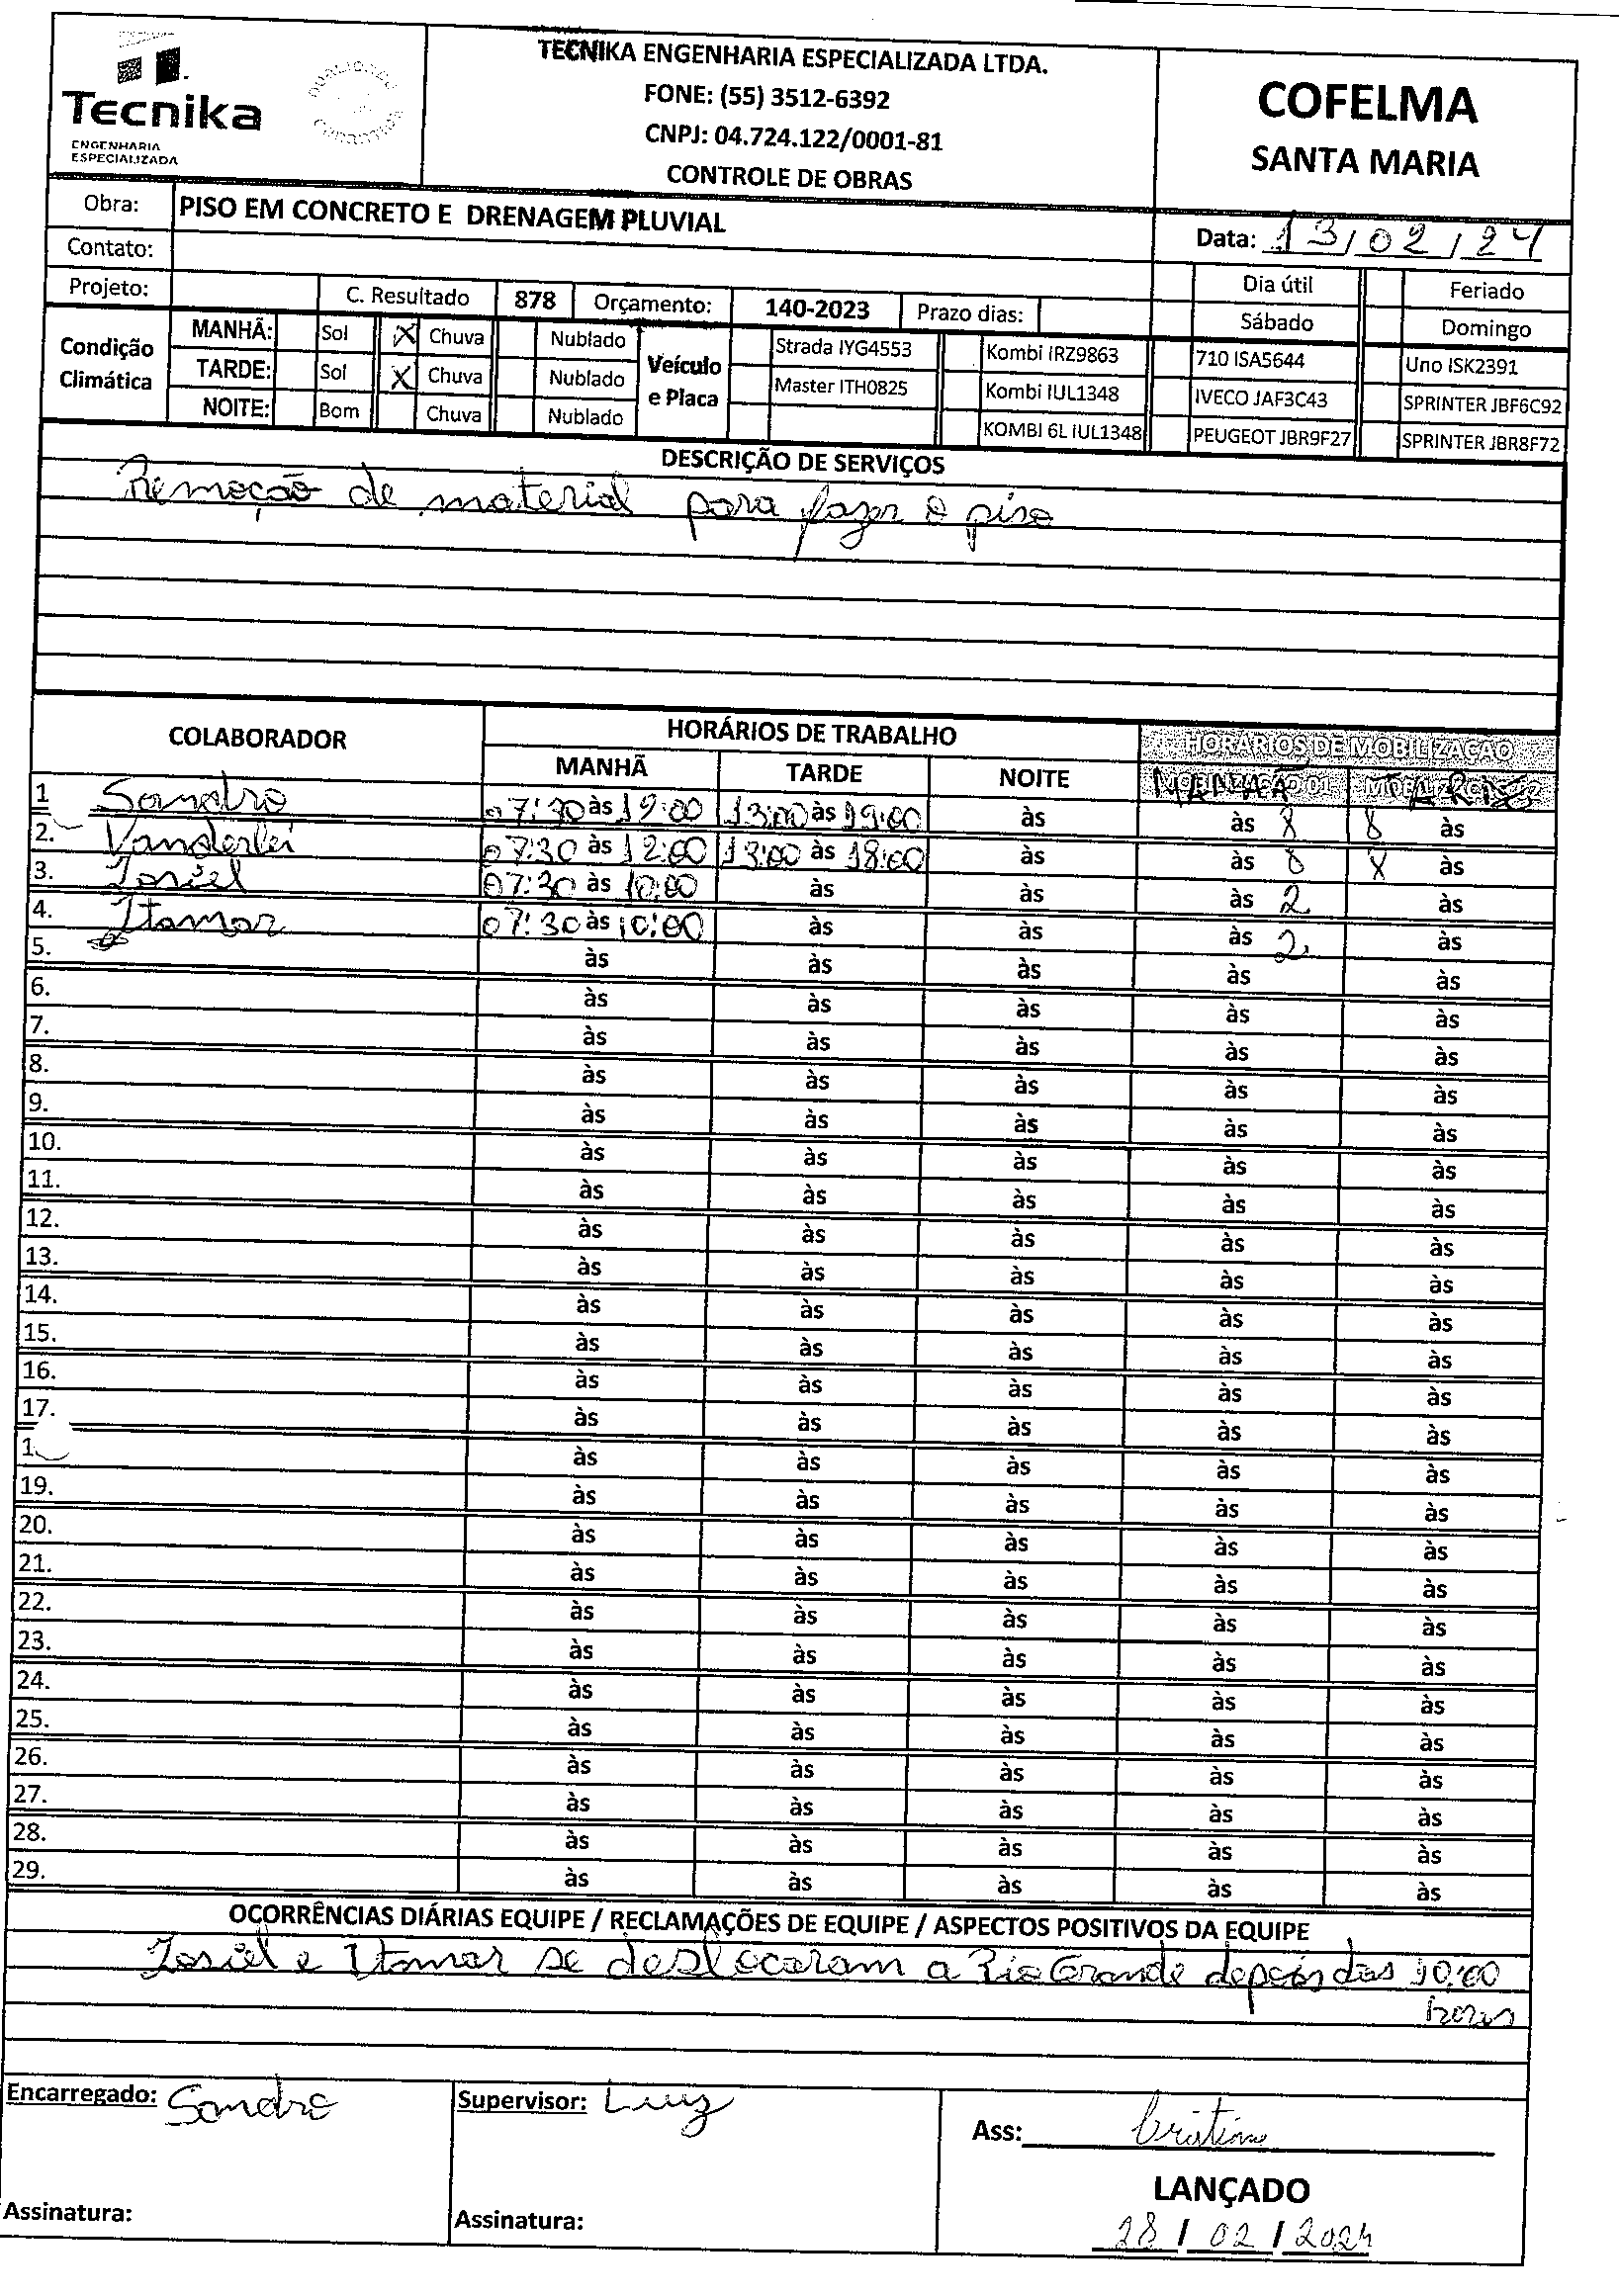 Tecnika
ENGENHARIA
ESPECIALIZADA
QUALIDADE
TECNIKA ENGENHARIA ESPECIALIZADA LTDA.
FONE: (55) 3512-6392
CNPJ: 04.724.122/0001-81
CONTROLE DE OBRAS
COFELMA
SANTA MARIA
Obra: PISO EM CONCRETO E DRENAGEM PLUVIAL
Data: 13/02/24
Contato:
Dia útil Feriado
Projeto: C. Resultado 878 Orçamento: 140-2023 Prazo dias: Sábado Domingo
Condição Climática
MANHÃ: Sol X Chuva Nublado
TARDE: Sol X Chuva Nublado
NOITE: Bom Chuva Nublado
Veículo e Placa
Strada IYG4553 Kombi IRZ9863 710 ISA5644 Uno ISK2391
Master ITH0825 Kombi IUL1348 IVECO JAF3C43 SPRINTER JBF6C92
KOMBI 6L IUL1348 PEUGEOT JBR9F27 SPRINTER JBR8F72
DESCRIÇÃO DE SERVIÇOS
Remoção de material para fazer o piso
COLABORADOR HORÁRIOS DE TRABALHO HORÁRIOS DE MOBILIZAÇÃO
MANHÃ TARDE NOITE MANHÃ TARDE
1 Sandro 07:30 às 12:00 13:00 às às às 8 8 às
2. Vanderlei 07:30 às 12:00 13:00 às 18:00 às às 8 8 às
3. Josiel 07:30 às 10:00 às às às 2 às
4. Itamar 07:30 às 10:00 às às às 2 às
5. às às às às às
6. às às às às às
7. às às às às às
8. às às às às às
9. às às às às às
10. às às às às às
11. às às às às às
12. às às às às às
13. às às às às às
14. às às às às às
15. às às às às às
16. às às às às às
17. às às às às às
1 às às às às às
19. às às às às às
20. às às às às às
21. às às às às às
22. às às às às às
23. às às às às às
24. às às às às às
25. às às às às às
26. às às às às às
27. às às às às às
28. às às às às às
29. às às às às às
OCORRÊNCIAS DIÁRIAS EQUIPE / RECLAMAÇÕES DE EQUIPE / ASPECTOS POSITIVOS DA EQUIPE
Josiel e Itamar se deslocaram a Rio Grande depois das 10:00
horas
Encarregado: Sandro
Supervisor: Luiz
Ass: Cristine
LANÇADO
Assinatura:
Assinatura:
28/02/2024